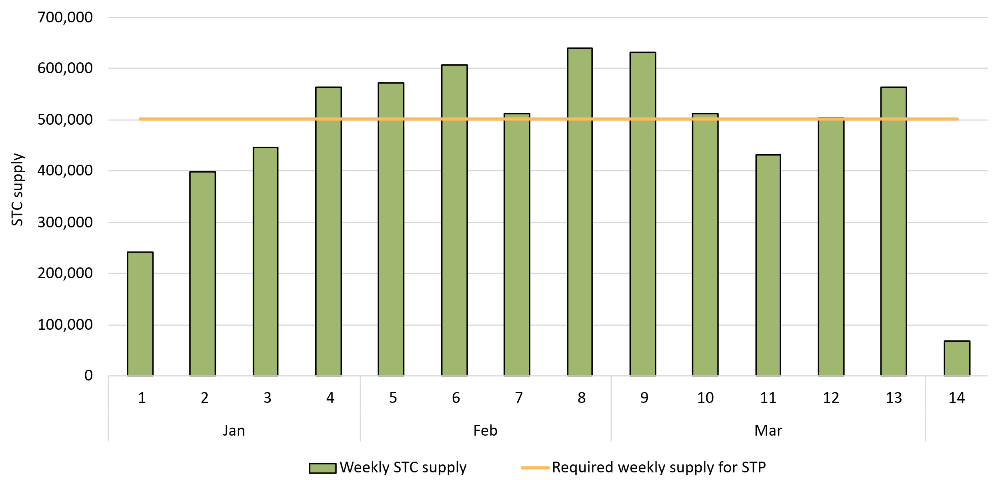 700,000
600,000
500,000
400,000
300,000
200,000
100,000
0
STC supply
1 2 3 4 5 6 7 8 9 10 11 12 13 14
Jan Feb Mar
Weekly STC supply Required weekly supply for STP